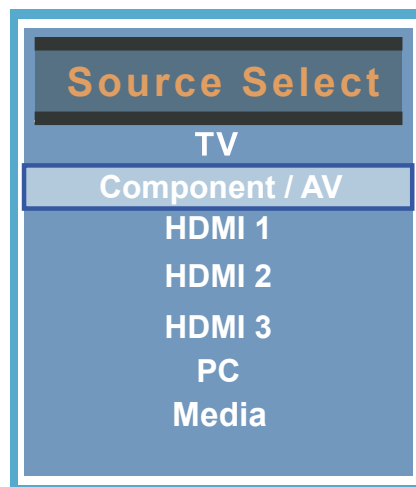 Source Select
TV
Component / AV
HDMI 1
HDMI 2
HDMI 3
PC
Media